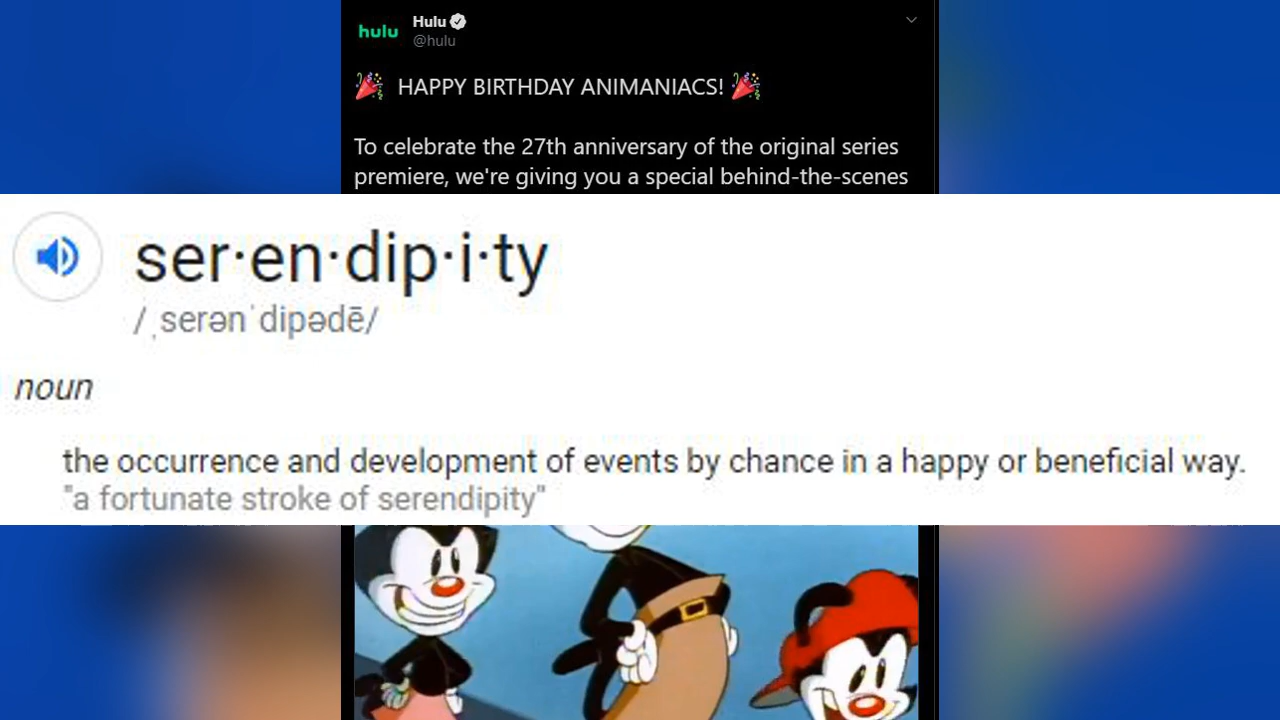 hulu
Hulu
@hulu
🎉 HAPPY BIRTHDAY ANIMANIACS! 🎉
To celebrate the 27th anniversary of the original series
premiere, we're giving you a special behind-the-scenes
ser·en·dip·i·ty
/ˌserənˈdipədē/
noun
the occurrence and development of events by chance in a happy or beneficial way.
"a fortunate stroke of serendipity"